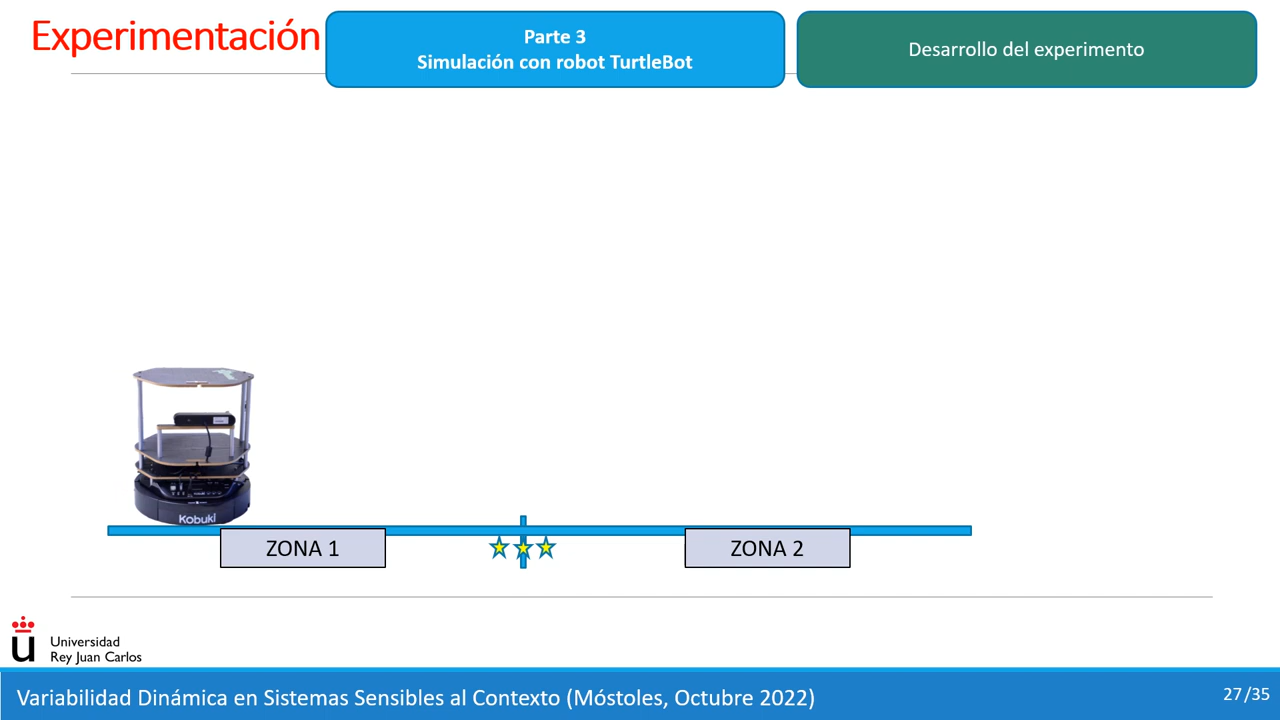 Experimentación
Parte 3
Simulación con robot TurtleBot
Desarrollo del experimento
Kobuki
ZONA 1
ZONA 2
u
Universidad
Rey Juan Carlos
Variabilidad Dinámica en Sistemas Sensibles al Contexto (Móstoles, Octubre 2022)
27/35